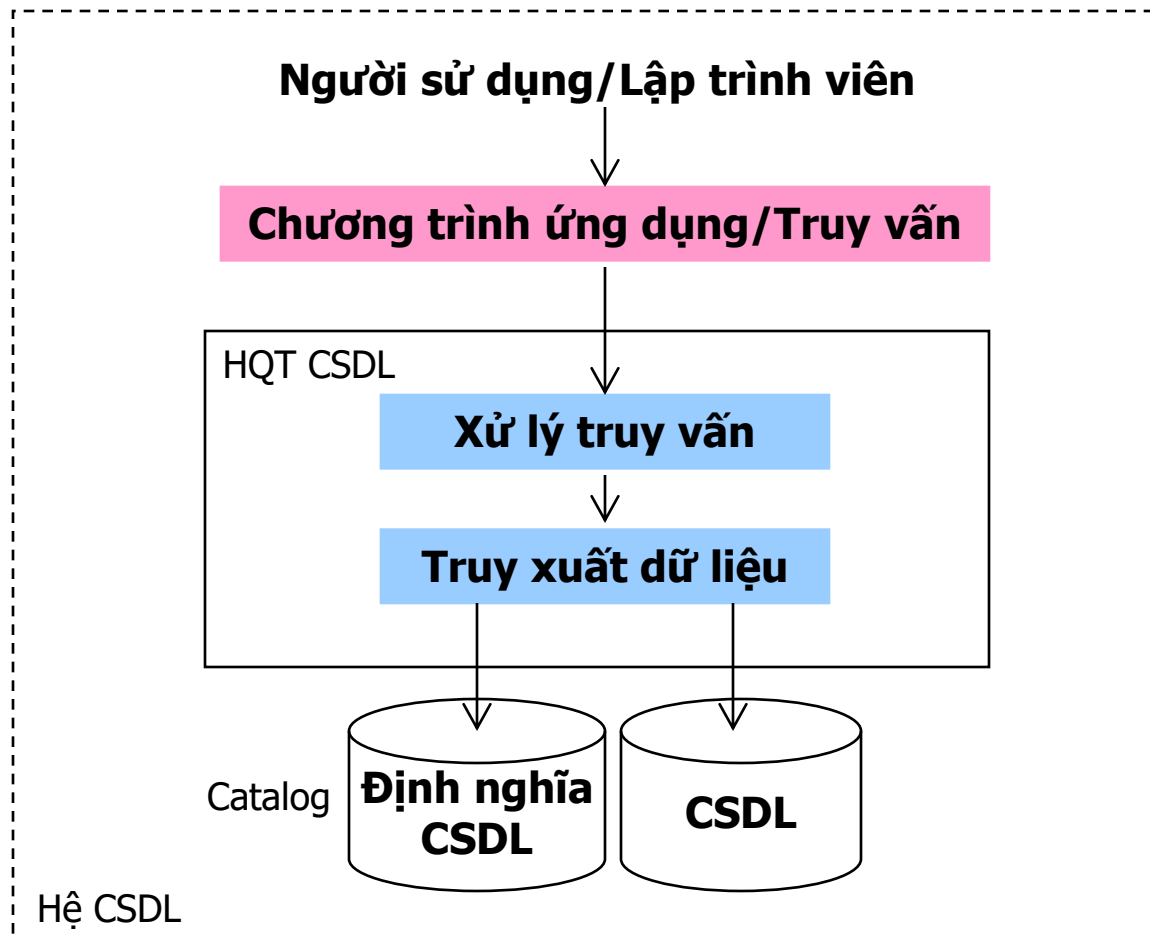 Người sử dụng/Lập trình viên
Chương trình ứng dụng/Truy vấn
HQT CSDL
Xử lý truy vấn
Truy xuất dữ liệu
Catalog
Định nghĩa
CSDL
CSDL
Hệ CSDL